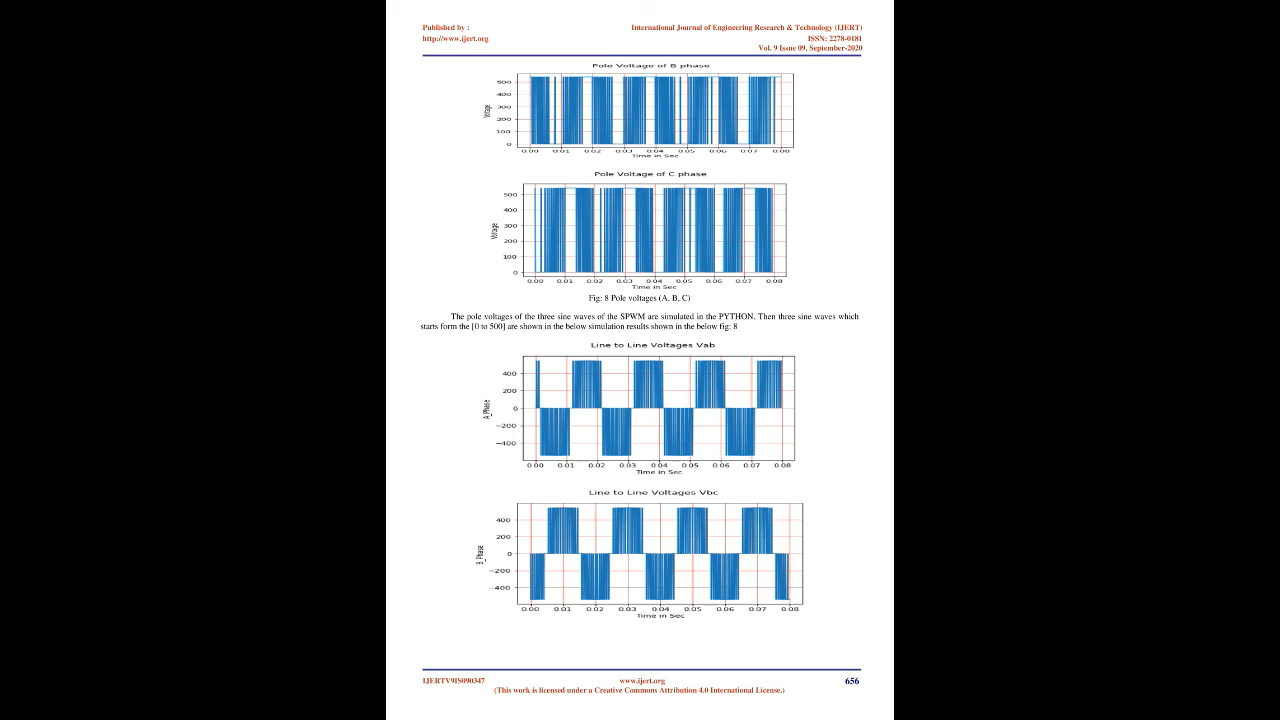 Published by :
International Journal of Engineering Research & Technology (IJERT)
http://www.ijert.org
ISSN: 2278-0181
Vol. 9 Issue 09, September-2020
Pole Voltage of B phase
500
400
300
200
100
0
Voltage
0.00 0.01 0.02 0.03 0.04 0.05 0.06 0.07 0.08
Time in Sec
Pole Voltage of C phase
500
400
300
200
100
0
Voltage
0.00 0.01 0.02 0.03 0.04 0.05 0.06 0.07 0.08
Time in Sec
Fig: 8 Pole voltages (A, B, C)
The pole voltages of the three sine waves of the SPWM are simulated in the PYTHON. Then three sine waves which
starts form the [0 to 500] are shown in the below simulation results shown in the below fig: 8
Line to Line Voltages Vab
400
200
0
−200
−400
A_Phase
0.00 0.01 0.02 0.03 0.04 0.05 0.06 0.07 0.08
Time in Sec
Line to Line Voltages Vbc
400
200
0
−200
−400
B_Phase
0.00 0.01 0.02 0.03 0.04 0.05 0.06 0.07 0.08
Time in Sec
IJERTV9IS090347
www.ijert.org
656
(This work is licensed under a Creative Commons Attribution 4.0 International License.)